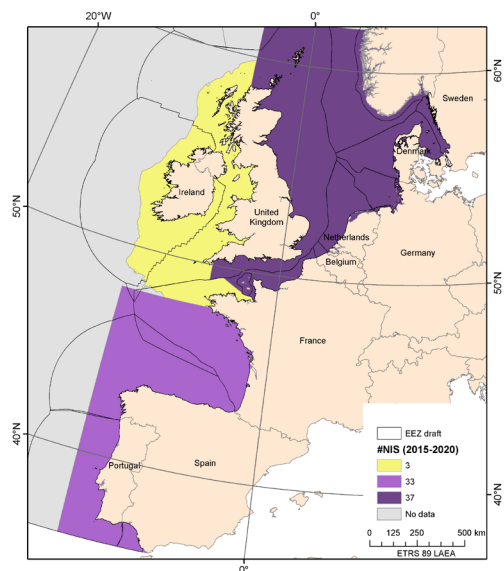 20°W
0°
60°N
Sweden
Denmark
Ireland
50°N
United
Kingdom
Netherlands
Belgium
Germany
50°N
France
EEZ draft
#NIS (2015-2020)
3
33
37
No data
40°N
Portugal
Spain
40°N
0 125 250 500 km
ETRS 89 LAEA
0°